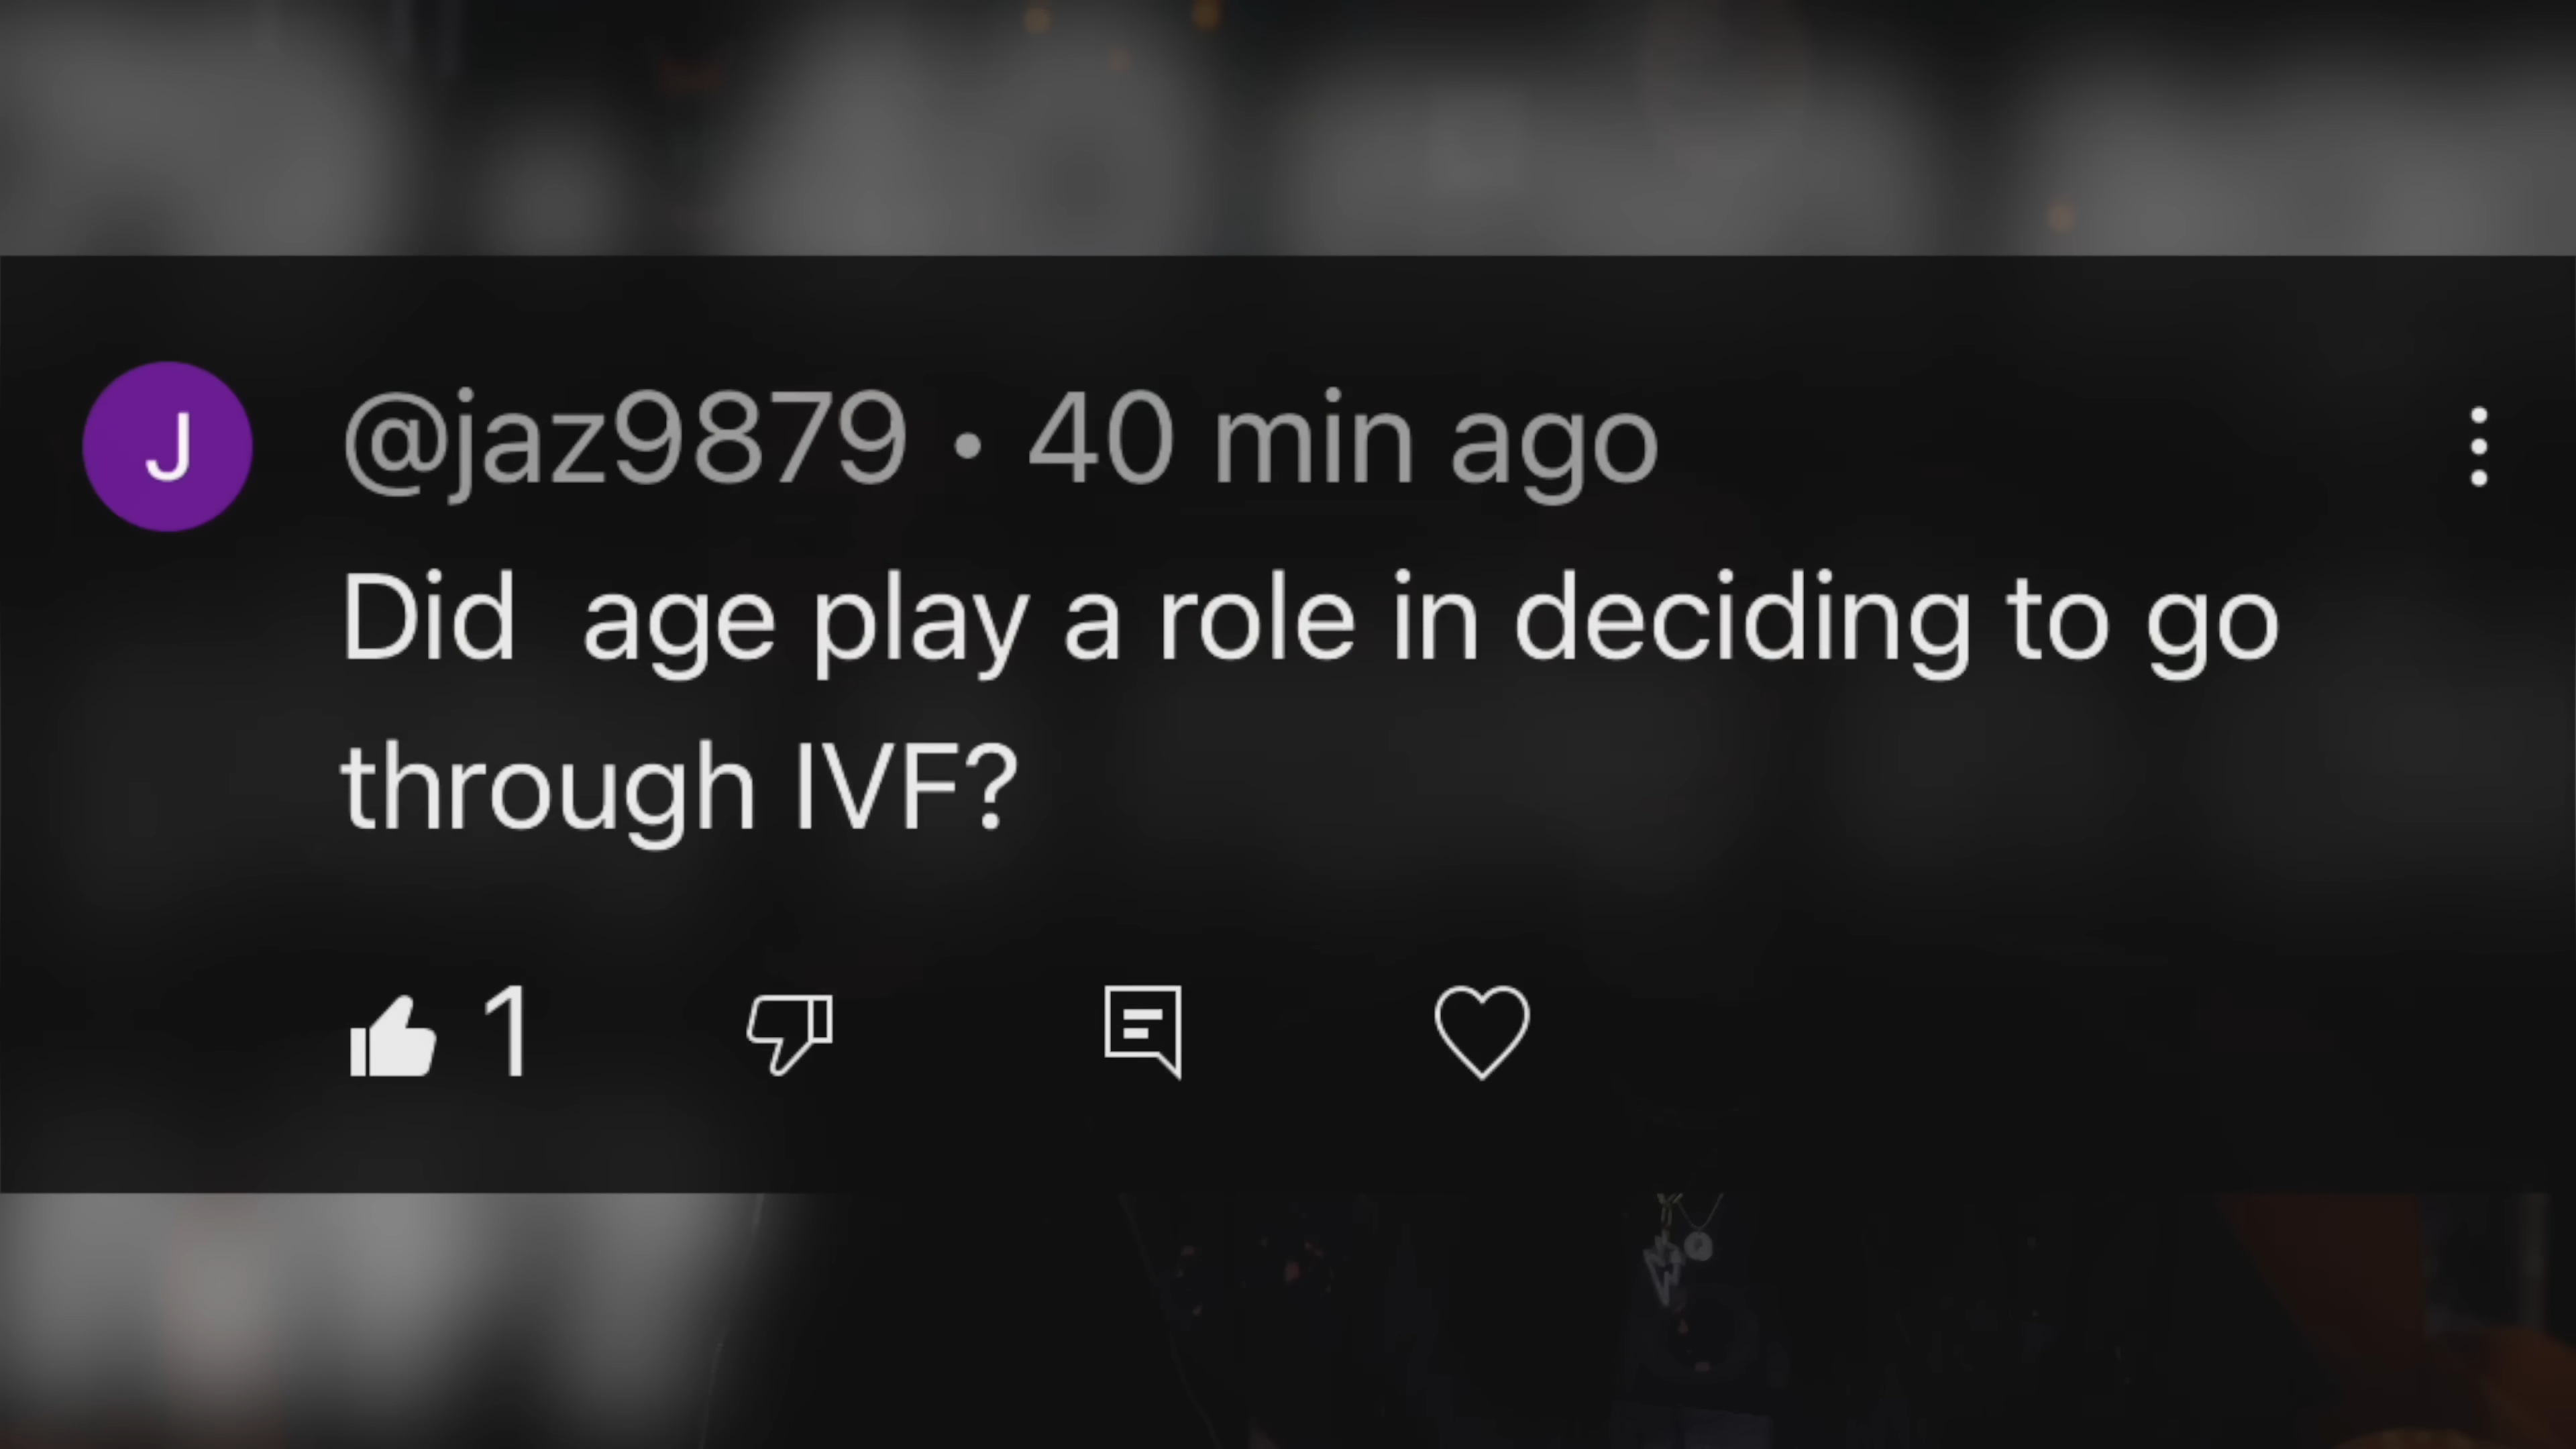 J
@jaz9879 • 40 min ago
Did  age play a role in deciding to go
through IVF?
1